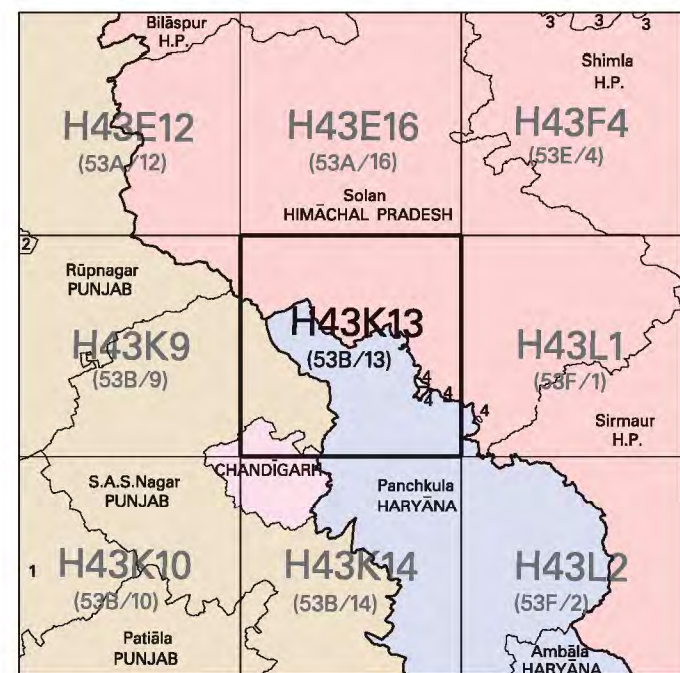 Bilāspur
H.P.
3 3 3
Shimla
H.P.
H43E12
(53A/12)
H43E16
(53A/16)
H43F4
(53E/4)
Solan
HIMĀCHAL PRADESH
2
Rūpnagar
PUNJAB
H43K9
(53B/9)
H43K13
(53B/13)
H43L1
(53F/1)
4
4
4
4
Sirmaur
H.P.
CHANDĪGARH
S.A.S.Nagar
PUNJAB
Panchkula
HARYĀNA
1
H43K10
(53B/10)
H43K14
(53B/14)
H43L2
(53F/2)
Patiāla
PUNJAB
Ambāla
HARYĀNA